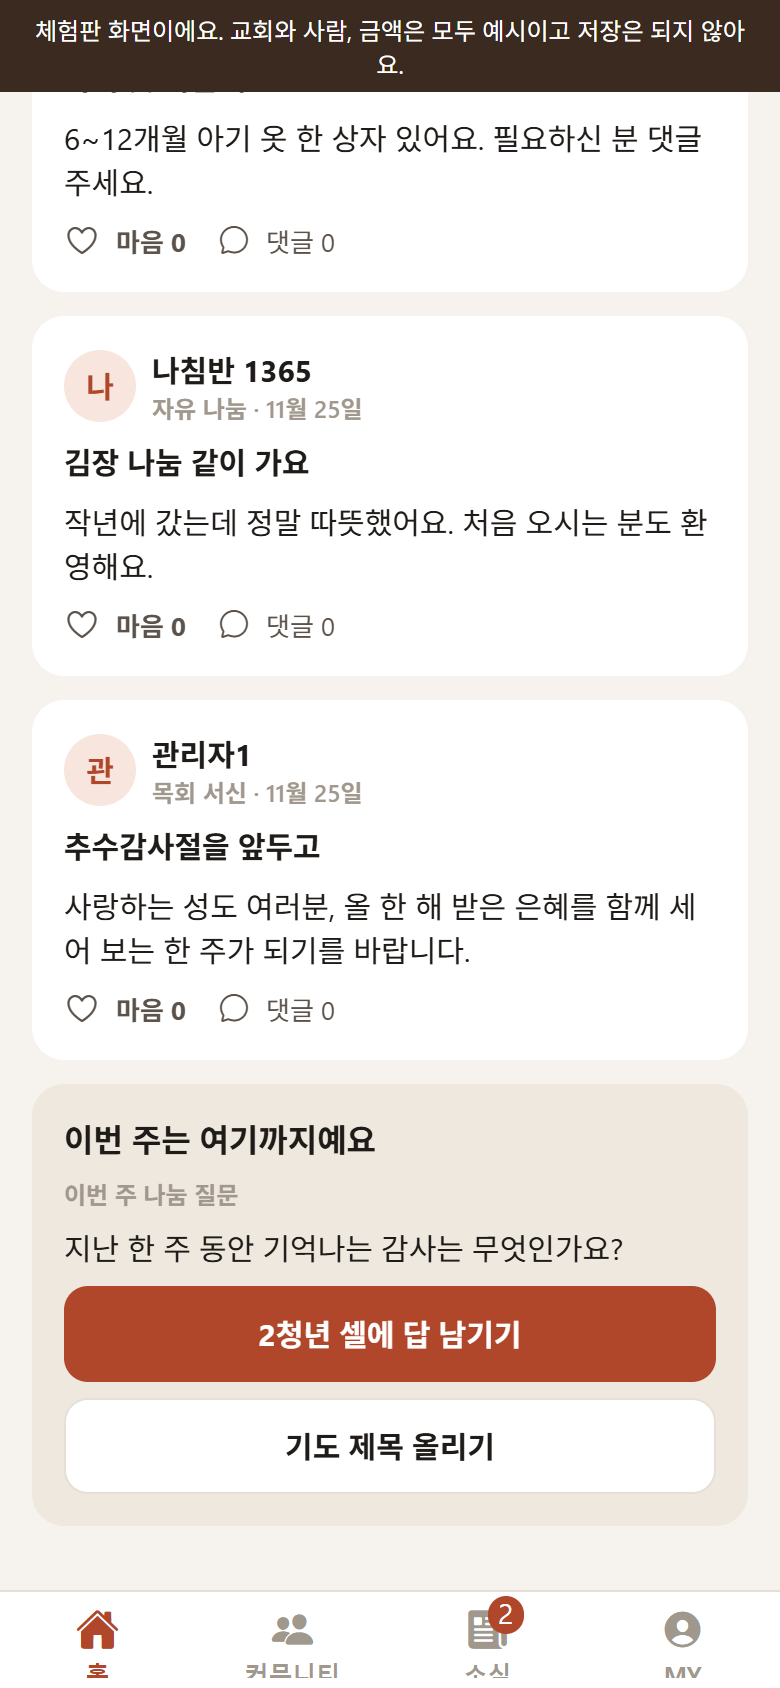 체험판 화면이에요. 교회와 사람, 금액은 모두 예시이고 저장은 되지 않아
요.
6~12개월 아기 옷 한 상자 있어요. 필요하신 분 댓글
주세요.
마음 0 댓글 0
나
나침반 1365
자유 나눔 · 11월 25일
김장 나눔 같이 가요
작년에 갔는데 정말 따뜻했어요. 처음 오시는 분도 환
영해요.
마음 0 댓글 0
관
관리자1
목회 서신 · 11월 25일
추수감사절을 앞두고
사랑하는 성도 여러분, 올 한 해 받은 은혜를 함께 세
어 보는 한 주가 되기를 바랍니다.
마음 0 댓글 0
이번 주는 여기까지예요
이번 주 나눔 질문
지난 한 주 동안 기억나는 감사는 무엇인가요?
2청년 셀에 답 남기기
기도 제목 올리기
2
홈 커뮤니티 소식 MY